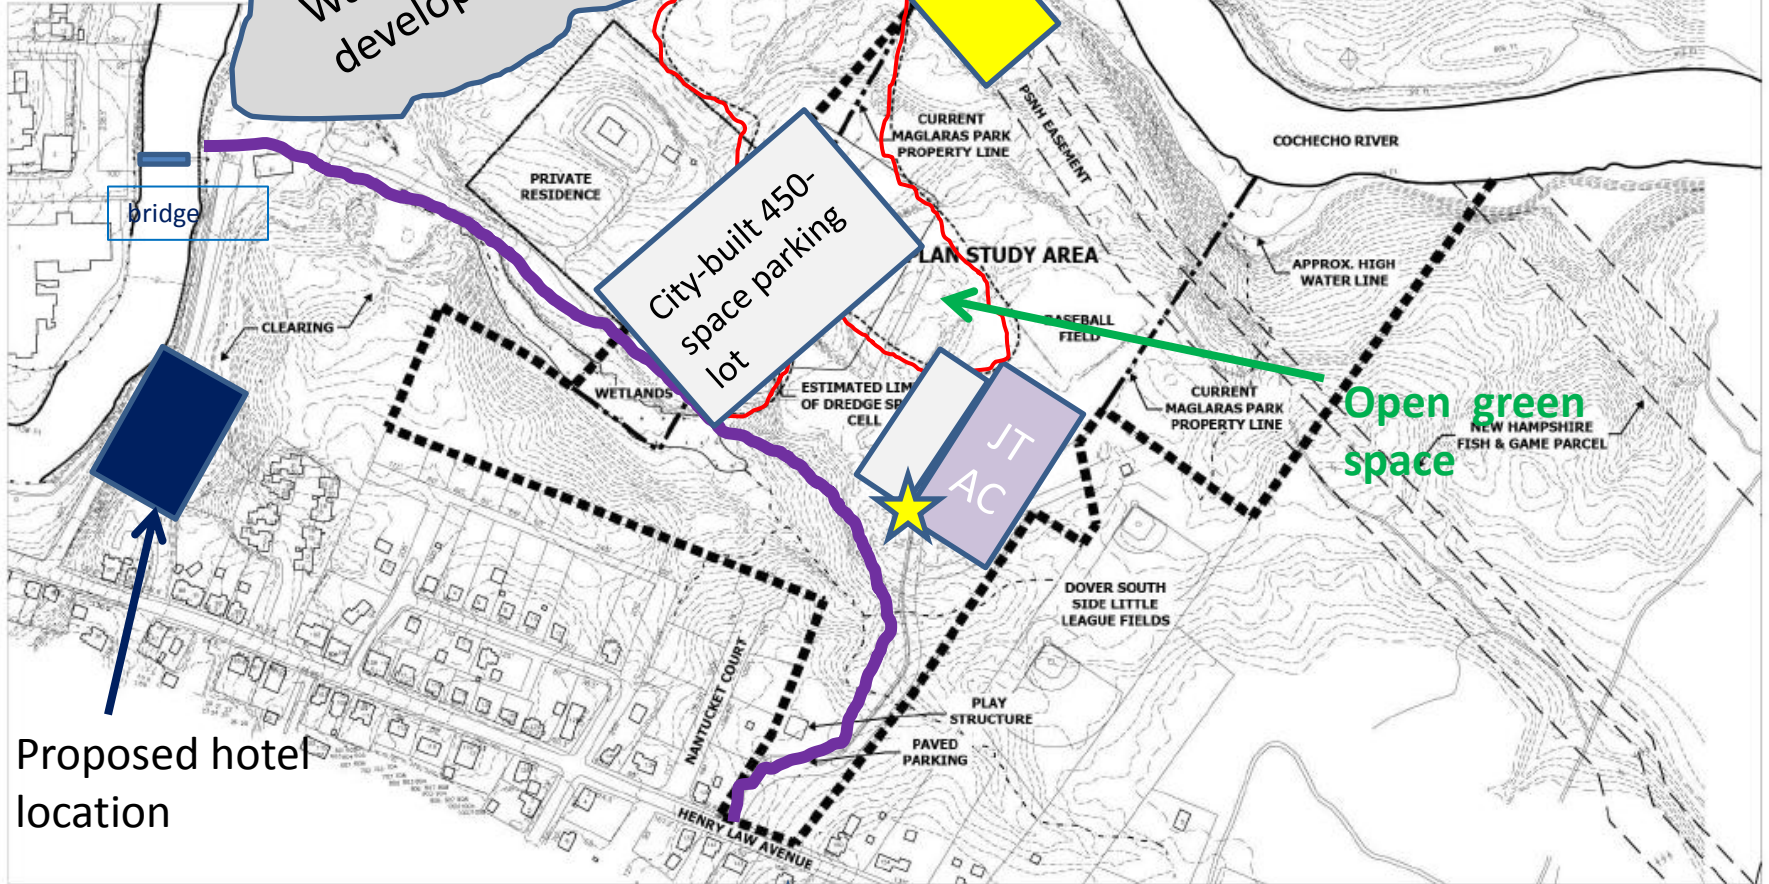 develop
CURRENT
MAGLARAS PARK
PROPERTY LINE
PSNH EASEMENT
COCHECHO RIVER
PRIVATE
RESIDENCE
bridge
City-built 450-
space parking
lot
PLAN STUDY AREA
APPROX. HIGH
WATER LINE
CLEARING
BASEBALL
FIELD
WETLANDS
ESTIMATED LIM
OF DREDGE SP
CELL
CURRENT
MAGLARAS PARK
PROPERTY LINE
Open green
space
NEW HAMPSHIRE
FISH & GAME PARCEL
JT
AC
DOVER SOUTH
SIDE LITTLE
LEAGUE FIELDS
NANTUCKET COURT
PLAY
STRUCTURE
PAVED
PARKING
Proposed hotel
location
HENRY LAW AVENUE